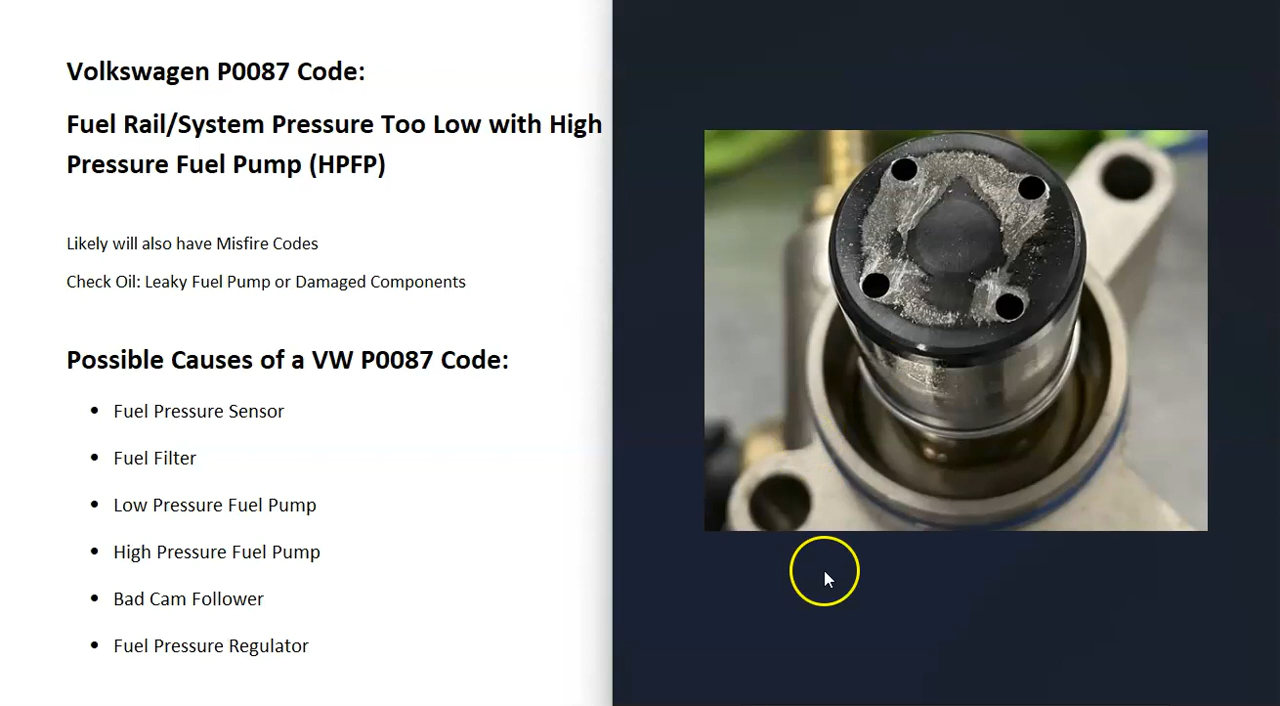 Volkswagen P0087 Code:
Fuel Rail/System Pressure Too Low with High
Pressure Fuel Pump (HPFP)
Likely will also have Misfire Codes
Check Oil: Leaky Fuel Pump or Damaged Components
Possible Causes of a VW P0087 Code:
• Fuel Pressure Sensor
• Fuel Filter
• Low Pressure Fuel Pump
• High Pressure Fuel Pump
• Bad Cam Follower
• Fuel Pressure Regulator